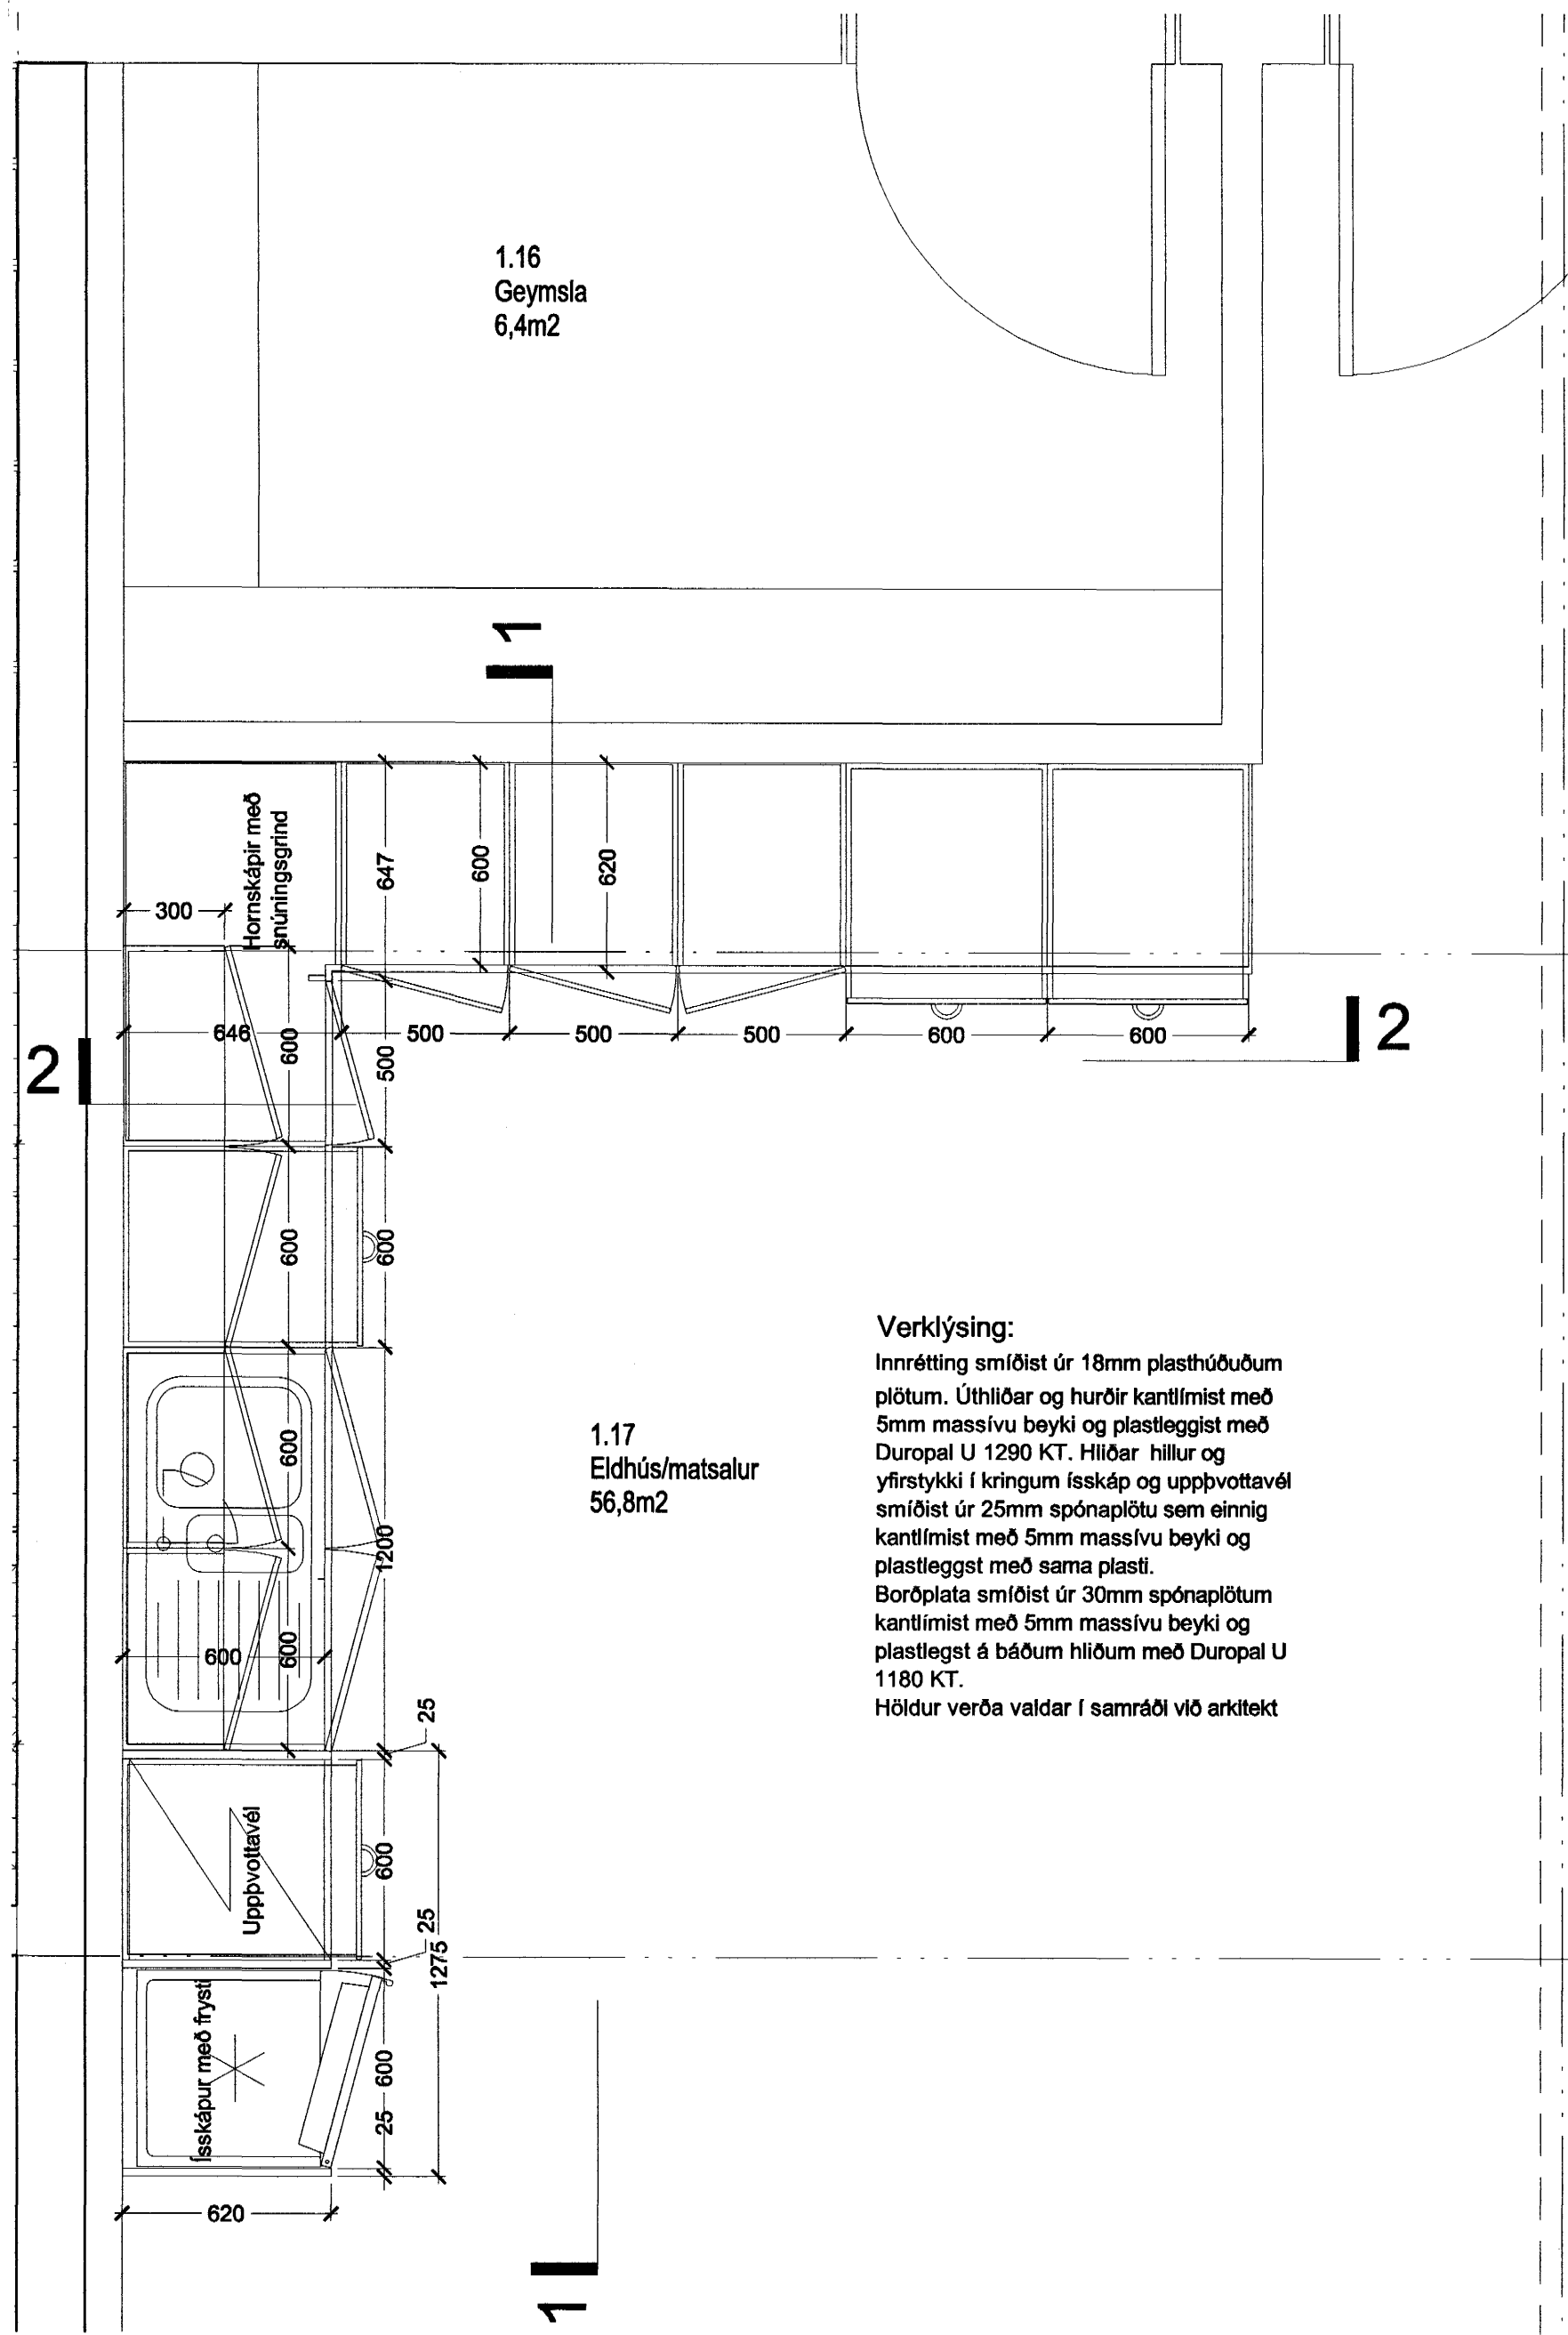 1.16
Geymsla
6,4m2
1
Hornskápir með
snúningsgrind
647
600
620
300
646
500
500
500
600
600
2
2
600
500
600
600
600
1200
600
600
1.17
Eldhús/matsalur
56,8m2
Verklýsing:
Innrétting smíðist úr 18mm plasthúðuðum
plötum. Úthliðar og hurðir kantlímist með
5mm massívu beyki og plastleggist með
Duropal U 1290 KT. Hliðar hillur og
yfirstykki í kringum ísskáp og uppþvottavél
smíðist úr 25mm spónaplötu sem einnig
kantlímist með 5mm massívu beyki og
plastleggst með sama plasti.
Borðplata smíðist úr 30mm spónaplötum
kantlímist með 5mm massívu beyki og
plastlegst á báðum hliðum með Duropal U
1180 KT.
Höldur verða valdar í samráði við arkitekt
25
Uppþvottavél
600
25
1275
Ísskápur með frysti
600
25
620
1